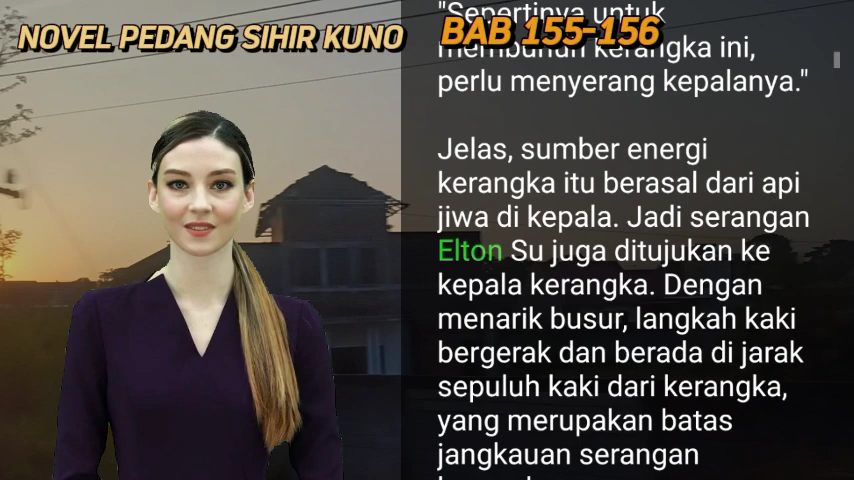 NOVEL PEDANG SIHIR KUNO
BAB 155-156
"Sepertinya untuk
membunuh kerangka ini,
perlu menyerang kepalanya."
Jelas, sumber energi
kerangka itu berasal dari api
jiwa di kepala. Jadi serangan
Elton Su juga ditujukan ke
kepala kerangka. Dengan
menarik busur, langkah kaki
bergerak dan berada di jarak
sepuluh kaki dari kerangka,
yang merupakan batas
jangkauan serangan